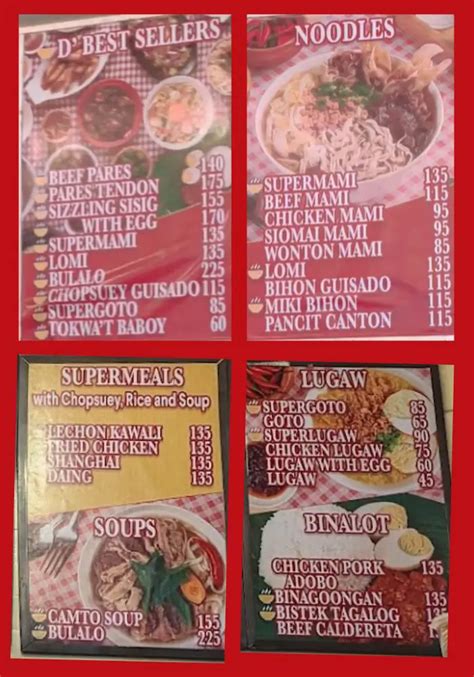 D' BEST SELLERS
BEEF PARES 140
PARES TENDON 175
SIZZLING SISIG 155
WITH EGG 170
SUPERMAMI 135
LOMI 135
BULALO 225
CHOPSUEY GUISADO 115
SUPERGOTO 85
TOKWA'T BABOY 60
NOODLES
SUPERMAMI 135
BEEF MAMI 115
CHICKEN MAMI 95
SIOMAI MAMI 95
WONTON MAMI 85
LOMI 135
BIHON GUISADO 115
MIKI BIHON 115
PANCIT CANTON 115
SUPERMEALS
with Chopsuey, Rice and Soup
LECHON KAWALI 135
FRIED CHICKEN 135
SHANGHAI 135
DAING 135
SOUPS
CAMTO SOUP 155
BULALO 225
LUGAW
SUPERGOTO 85
GOTO 65
SUPERLUGAW 90
CHICKEN LUGAW 75
LUGAW WITH EGG 60
LUGAW 45
BINALOT
CHICKEN PORK 135
ADOBO
BINAGOONGAN 135
BISTEK TAGALOG 135
BEEF CALDERETA 135